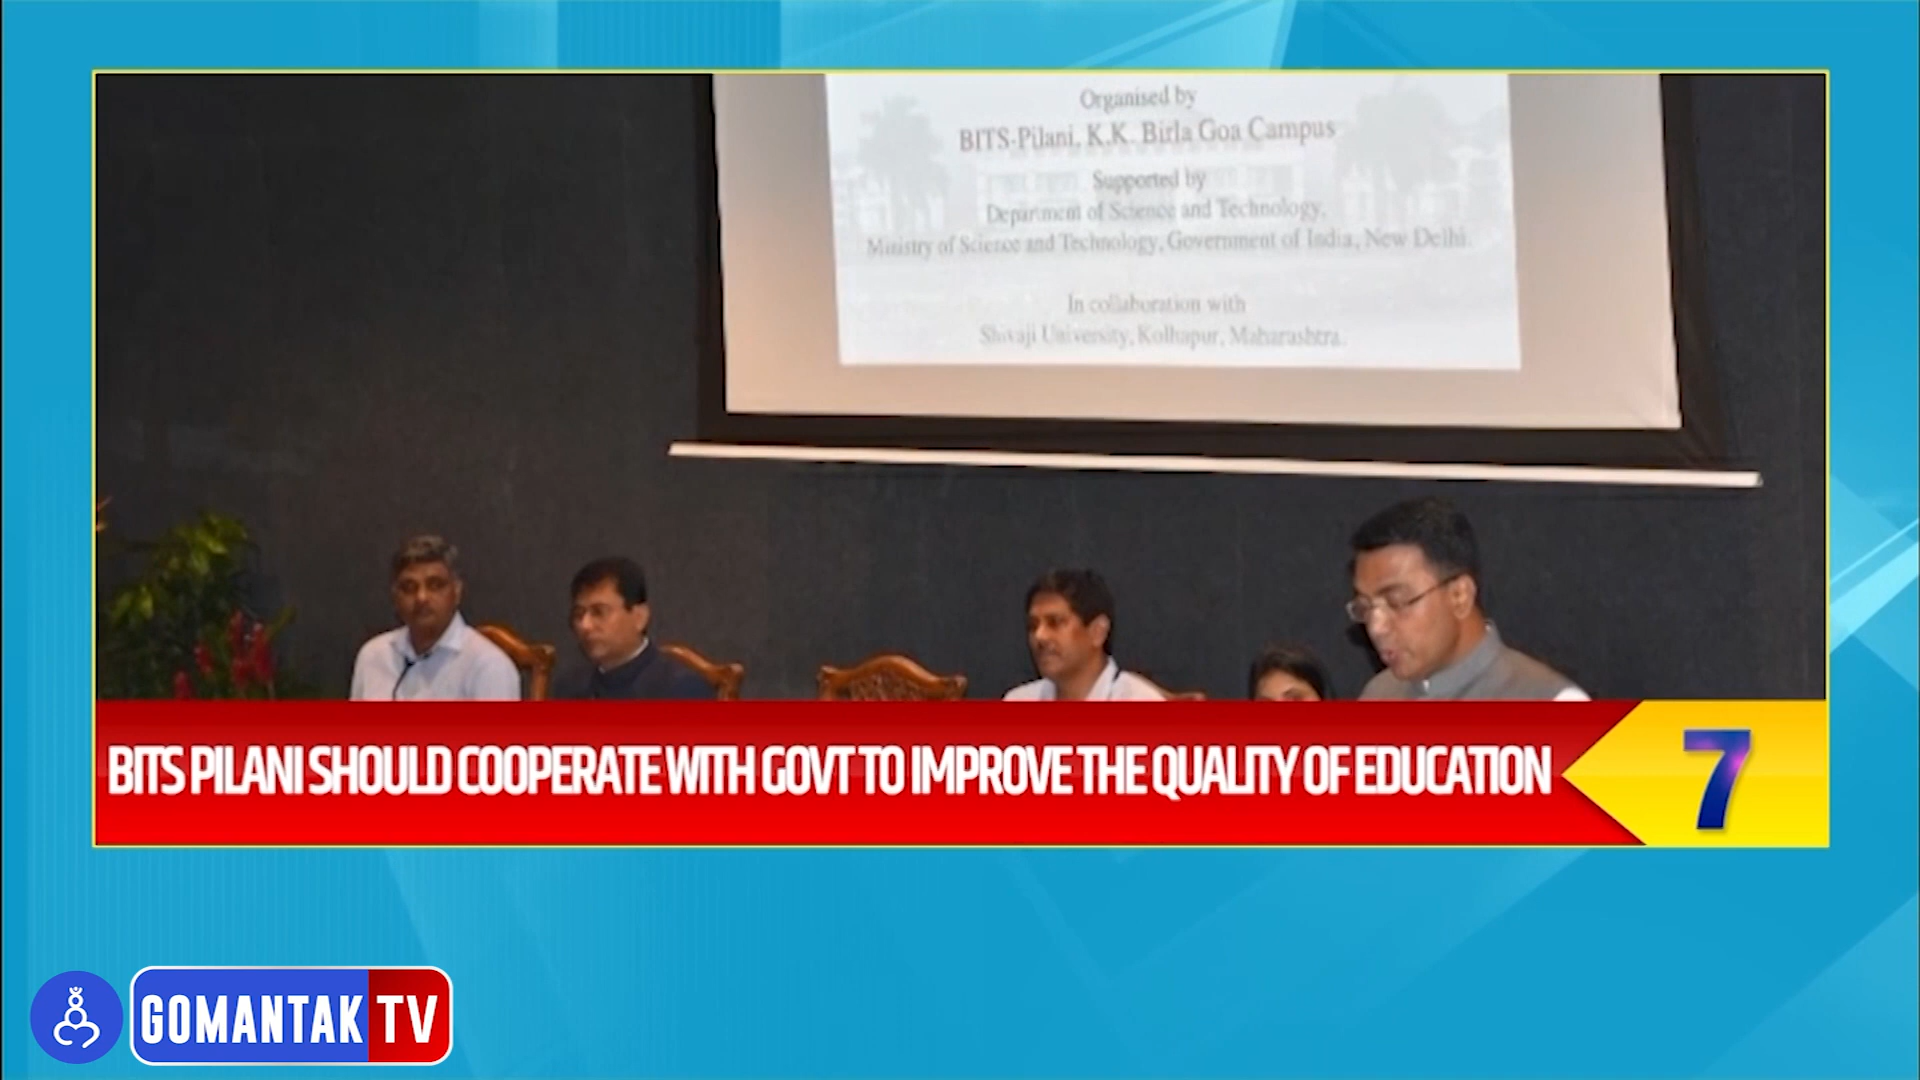 Organised by
BITS-Pilani, K.K. Birla Goa Campus
Supported by
Department of Science and Technology,
Ministry of Science and Technology, Government of India, New Delhi.
In collaboration with
Shivaji University, Kolhapur, Maharashtra.
BITS PILANI SHOULD COOPERATE WITH GOVT TO IMPROVE THE QUALITY OF EDUCATION
7
GOMANTAK TV